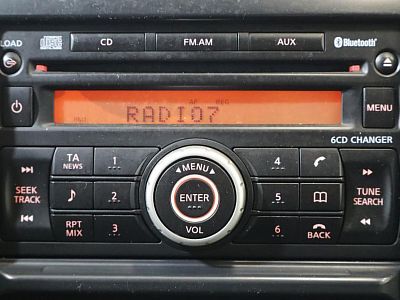 LOAD CD FM.AM AUX Bluetooth
AF REG
RADIO7
MENU
6CD CHANGER
TA NEWS 1 MENU 4
SEEK TRACK 2 ENTER 5 TUNE SEARCH
RPT MIX 3 VOL 6 BACK